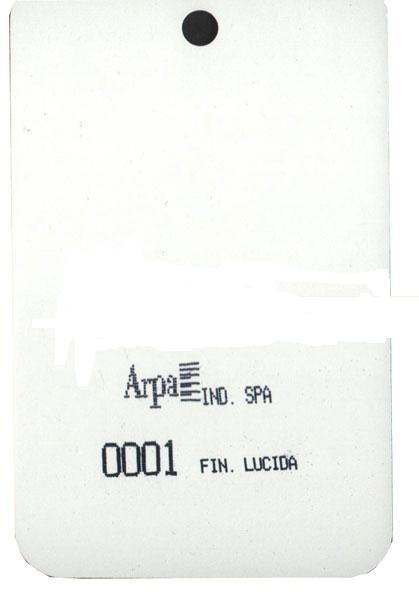 Arpa IND. SPA
0001 FIN. LUCIDA